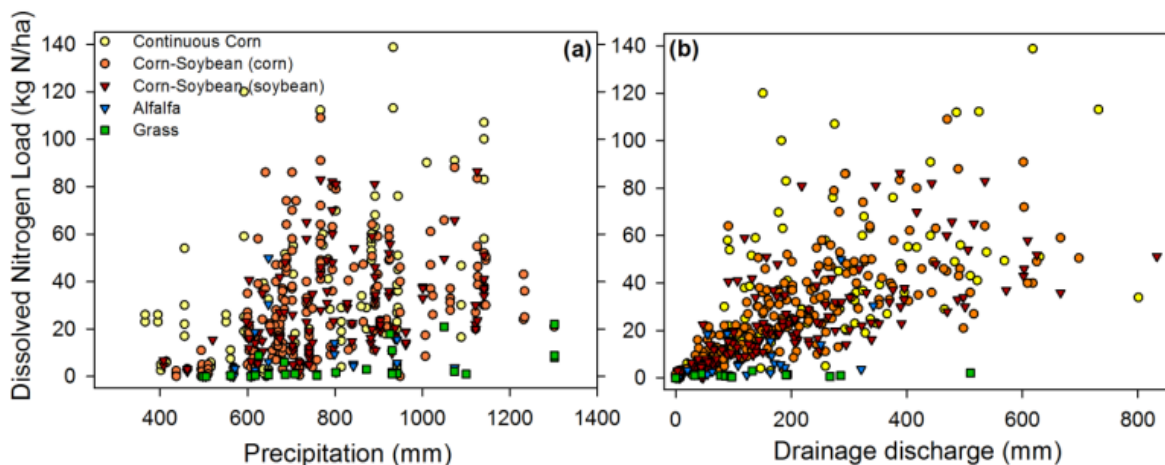 Dissolved Nitrogen Load (kg N/ha)
140
120
100
80
60
40
20
0
Continuous Corn
Corn-Soybean (corn)
Corn-Soybean (soybean)
Alfalfa
Grass
(a)
400 600 800 1000 1200 1400
Precipitation (mm)
(b)
140
120
100
80
60
40
20
0
0 200 400 600 800
Drainage discharge (mm)